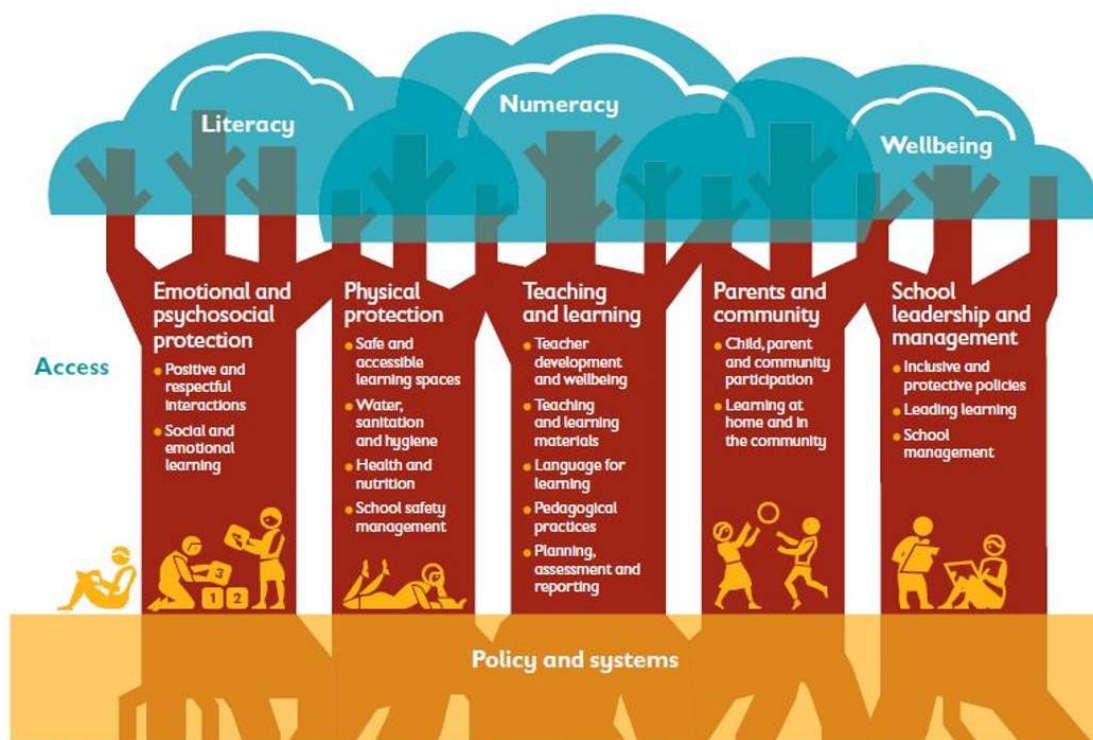 Literacy
Numeracy
Wellbeing
Access
Emotional and
psychosocial
protection
• Positive and
respectful
interactions
• Social and
emotional
learning
Physical
protection
• Safe and
accessible
learning spaces
• Water,
sanitation
and hygiene
• Health and
nutrition
• School safety
management
Teaching
and learning
• Teacher
development
and wellbeing
• Teaching
and learning
materials
• Language for
learning
• Pedagogical
practices
• Planning,
assessment and
reporting
Parents and
community
• Child, parent
and community
participation
• Learning at
home and in
the community
School
leadership and
management
• Inclusive and
protective policies
• Leading learning
• School
management
3
1 2
Policy and systems